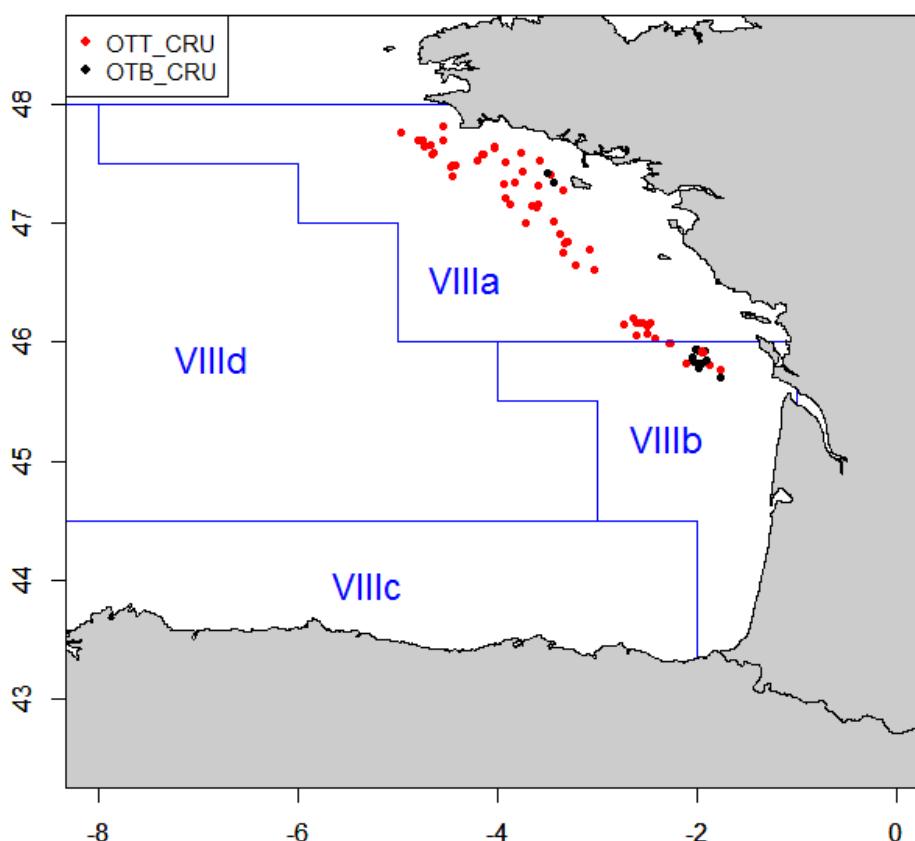 OTT_CRU
OTB_CRU
48
47
VIIIa
46
VIIId
VIIIb
45
44
VIIIc
43
-8 -6 -4 -2 0